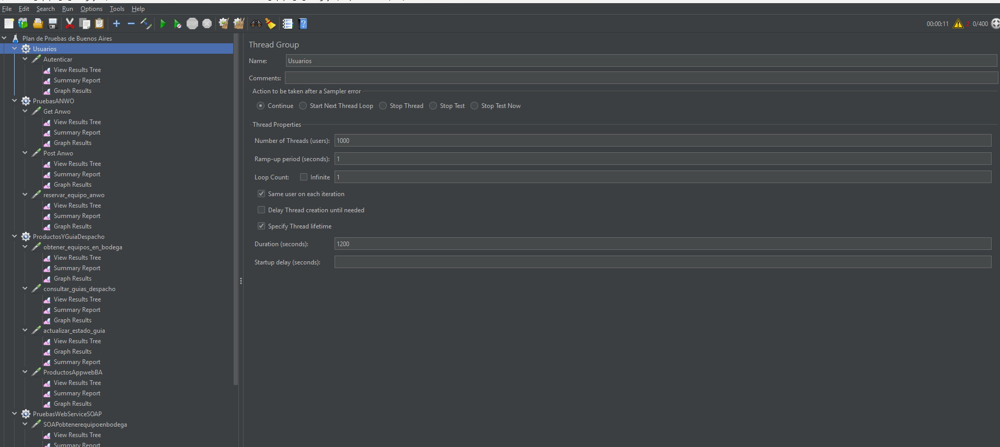 File Edit Search Run Options Tools Help
00:00:11 2 0/400
Plan de Pruebas de Buenos Aires
Usuarios
Autenticar
View Results Tree
Summary Report
Graph Results
PruebasANWO
Get Anwo
View Results Tree
Summary Report
Graph Results
Post Anwo
View Results Tree
Summary Report
Graph Results
reservar_equipo_anwo
View Results Tree
Summary Report
Graph Results
ProductosYGuiaDespacho
obtener_equipos_en_bodega
View Results Tree
Summary Report
Graph Results
consultar_guias_despacho
View Results Tree
Summary Report
Graph Results
actualizar_estado_guia
View Results Tree
Graph Results
Summary Report
ProductosAppwebBA
View Results Tree
Summary Report
Graph Results
PruebasWebServiceSOAP
SOAPobtenerequipoenbodega
View Results Tree
Summary Report
Thread Group
Name: Usuarios
Comments:
Action to be taken after a Sampler error
Continue Start Next Thread Loop Stop Thread Stop Test Stop Test Now
Thread Properties
Number of Threads (users): 1000
Ramp-up period (seconds): 1
Loop Count: Infinite 1
Same user on each iteration
Delay Thread creation until needed
Specify Thread lifetime
Duration (seconds): 1200
Startup delay (seconds):